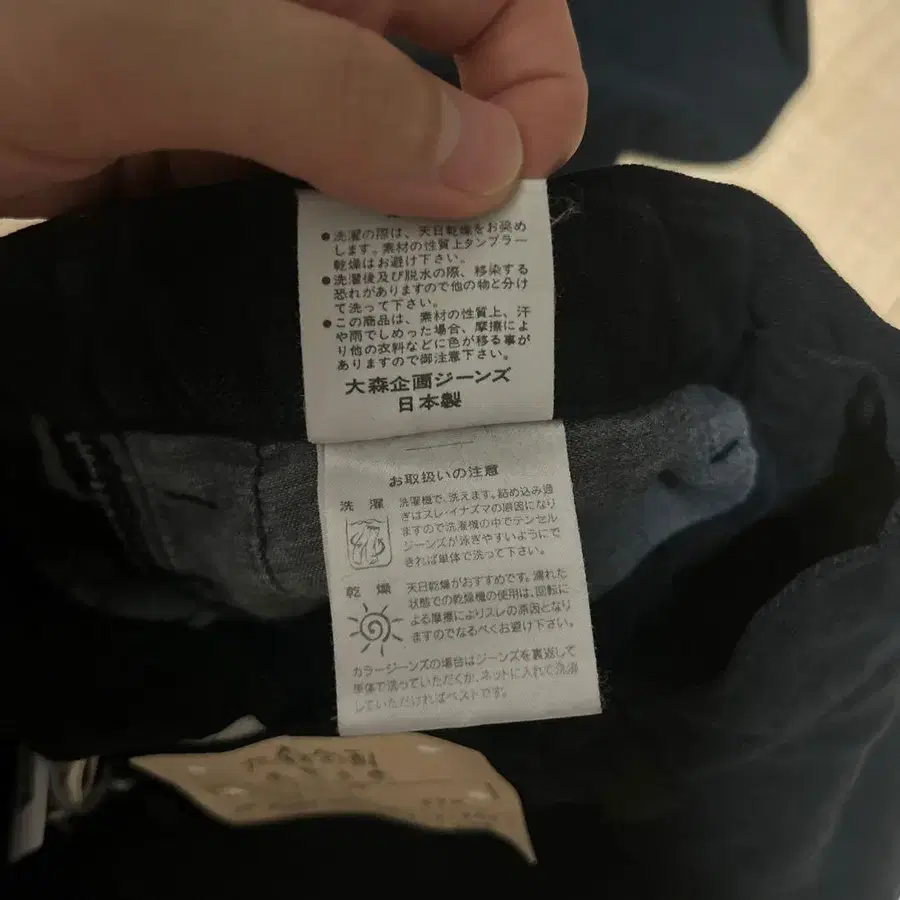 ●洗濯の際は、天日乾燥をお奨め
します。素材の性質上タンブラー
乾燥はお避け下さい。
●洗濯後及び脱水の際、移染する
恐れがありますので他の物と分け
て洗って下さい。
●この商品は、素材の性質上、汗
や雨でしめった場合、摩擦によ
り他の衣料などに色が移る事が
ありますので御注意下さい。
大森企画ジーンズ
日本製
お取扱いの注意
洗濯
洗濯機で、洗えます。詰め込み過
ぎはスレ・イナズマの原因になり
ますので洗濯機の中でテンセル
ジーンズが泳ぎやすいようにで
きれば単体で洗って下さい。
乾燥
天日乾燥がおすすめです。濡れた
状態での乾燥機の使用は、回転に
よる摩擦によりスレの原因となり
ますのでなるべくお避け下さい。
カラージーンズの場合はジーンズを裏返して
単体で洗っていただくか、ネットに入れて洗濯
していただければベストです。